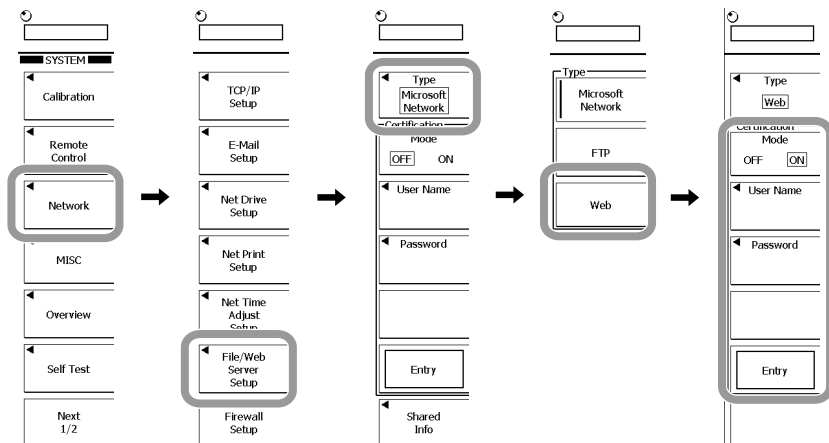 SYSTEM
Calibration
Remote
Control
Network
MISC
Overview
Self Test
Next
1/2
TCP/IP
Setup
E-Mail
Setup
Net Drive
Setup
Net Print
Setup
Net Time
Adjust
Setup
File/Web
Server
Setup
Firewall
Setup
Type
Microsoft
Network
Certification
Mode
OFF ON
User Name
Password
Entry
Shared
Info
Type
Microsoft
Network
FTP
Web
Type
Web
Certification
Mode
OFF ON
User Name
Password
Entry